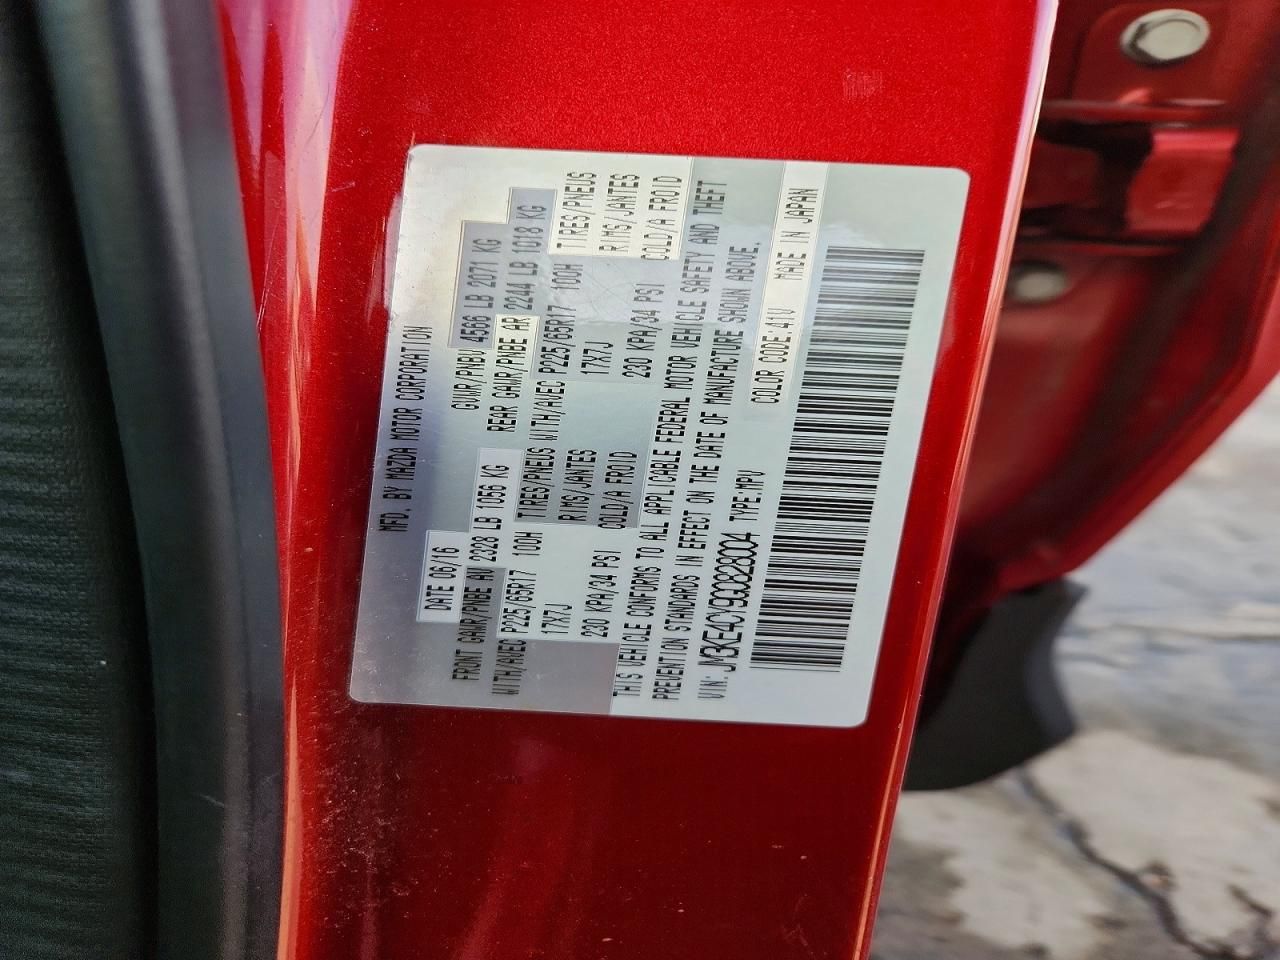 MFD. BY MAZDA MOTOR CORPORATION
DATE 06/16 GVWR/PNBV 4566 LB 2071 KG
FRONT GAWR/PNBE AV 2328 LB 1056 KG REAR GAWR/PNBE AR 2244 LB 1018 KG
WITH/AVEC P225/65R17 100H TIRES/PNEUS WITH/AVEC P225/65R17 100H TIRES/PNEUS
17X7J RIMS/JANTES 17X7J RIMS/JANTES
230 KPA/34 PSI COLD/A FROID 230 KPA/34 PSI COLD/A FROID
THIS VEHICLE CONFORMS TO ALL APPLICABLE FEDERAL MOTOR VEHICLE SAFETY AND THEFT
PREVENTION STANDARDS IN EFFECT ON THE DATE OF MANUFACTURE SHOWN ABOVE.
VIN: JM3KE4CY9G0828004 TYPE:MPV COLOR CODE 41V MADE IN JAPAN